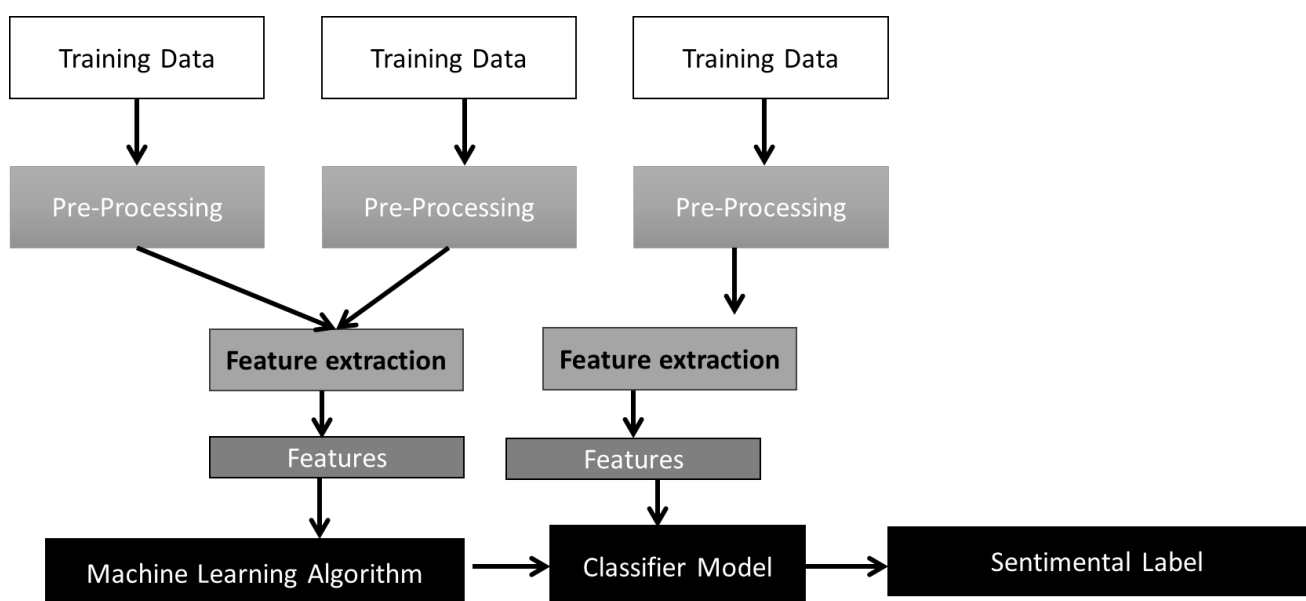 Training Data
Training Data
Training Data
Pre-Processing
Pre-Processing
Pre-Processing
Feature extraction
Feature extraction
Features
Features
Machine Learning Algorithm
Classifier Model
Sentimental Label